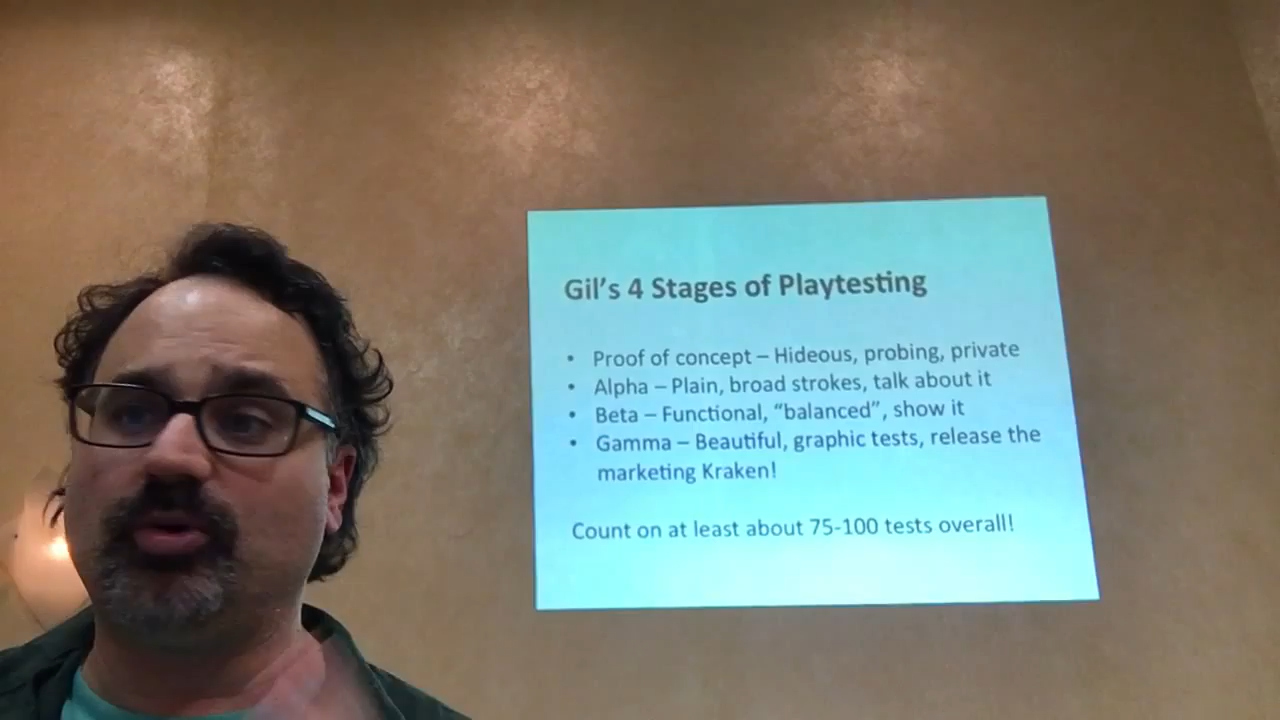 Gil’s 4 Stages of Playtesting
• Proof of concept – Hideous, probing, private
• Alpha – Plain, broad strokes, talk about it
• Beta – Functional, “balanced”, show it
• Gamma – Beautiful, graphic tests, release the
marketing Kraken!
Count on at least about 75-100 tests overall!